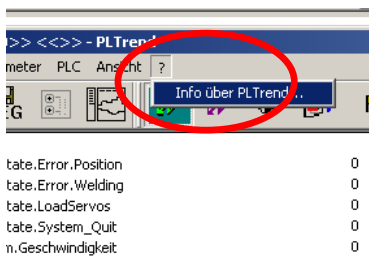 >> <<>> - PLTrend
meter PLC Ansicht ?
Info über PLTrend...
G
tate.Error.Position 0
tate.Error.Welding 0
tate.LoadServos 0
tate.System_Quit 0
n.Geschwindigkeit 0